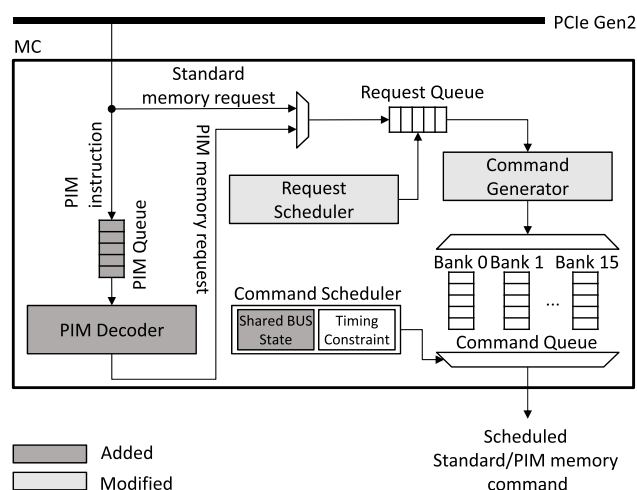 PCIe Gen2
MC
Standard
memory request
Request Queue
PIM
instruction
PIM memory request
Command
Generator
Request
Scheduler
PIM Queue
Bank 0 Bank 1 Bank 15
...
Command Scheduler
Shared BUS
State
Timing
Constraint
PIM Decoder
Command Queue
Scheduled
Standard/PIM memory
command
Added
Modified